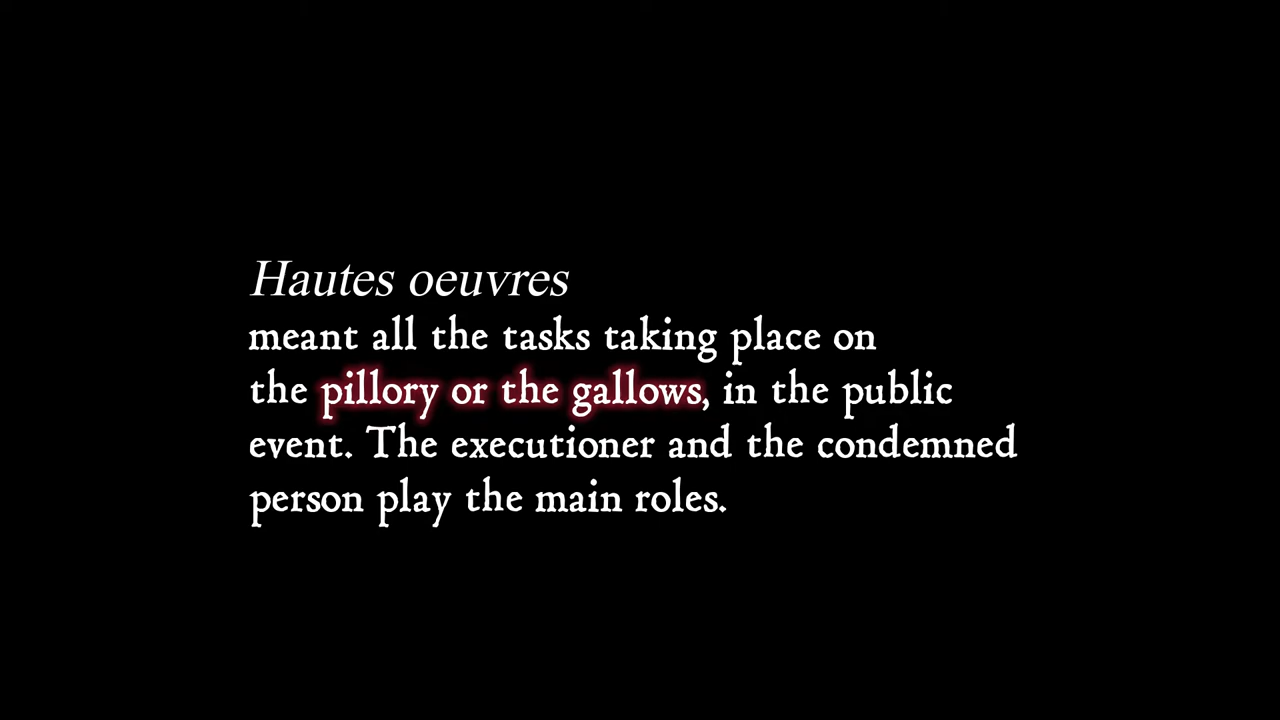 Hautes oeuvres
meant all the tasks taking place on
the pillory or the gallows, in the public
event. The executioner and the condemned
person play the main roles.